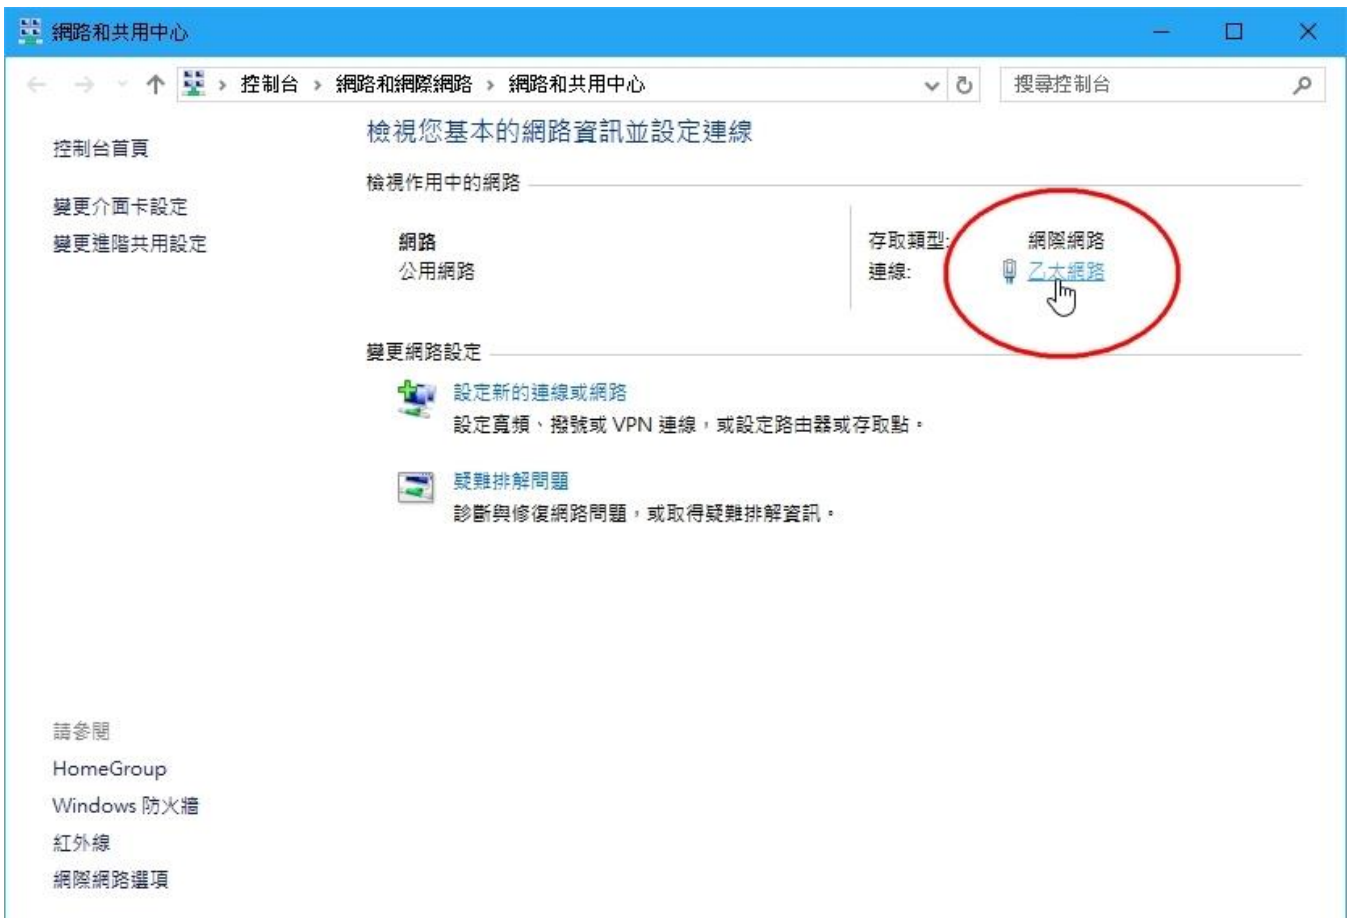 網路和共用中心
控制台 › 網路和網際網路 › 網路和共用中心
搜尋控制台
控制台首頁
變更介面卡設定
變更進階共用設定
檢視您基本的網路資訊並設定連線
檢視作用中的網路
網路
公用網路
存取類型: 網際網路
連線: 乙太網路
變更網路設定
設定新的連線或網路
設定寬頻、撥號或 VPN 連線，或設定路由器或存取點。
疑難排解問題
診斷與修復網路問題，或取得疑難排解資訊。
請參閱
HomeGroup
Windows 防火牆
紅外線
網際網路選項